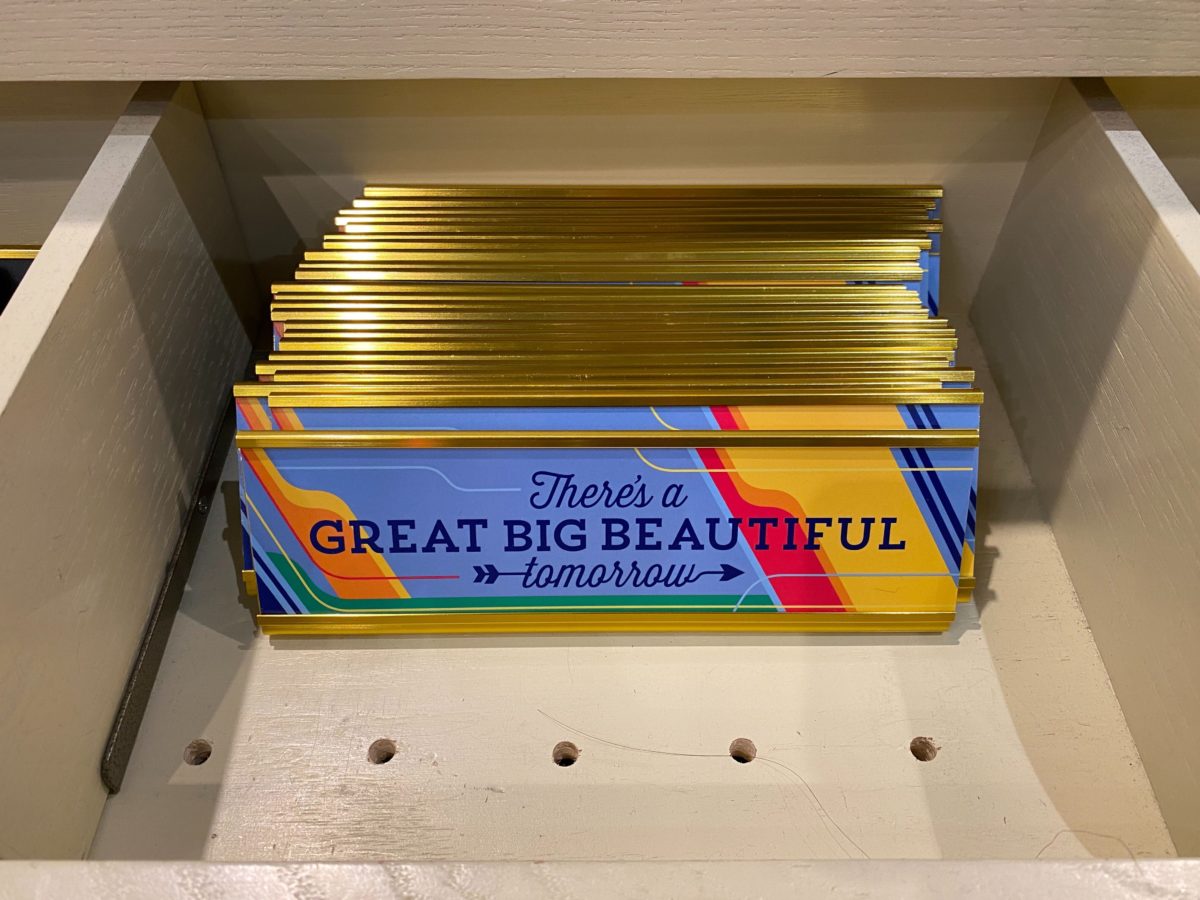 There's a
GREAT BIG BEAUTIFUL
tomorrow